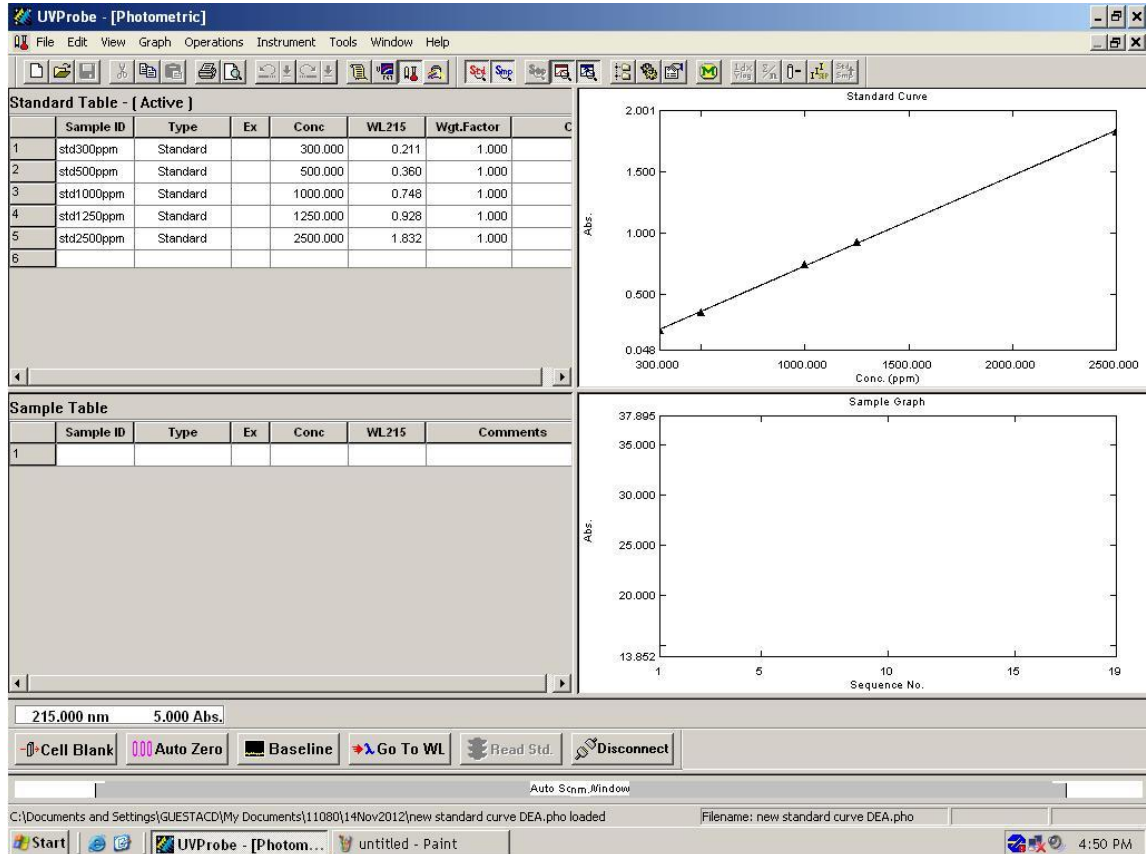 UVProbe - [Photometric]
File Edit View Graph Operations Instrument Tools Window Help
Standard Table - [ Active ]
Sample ID Type Ex Conc WL215 Wgt.Factor C
1 std300ppm Standard 300.000 0.211 1.000
2 std500ppm Standard 500.000 0.360 1.000
3 std1000ppm Standard 1000.000 0.748 1.000
4 std1250ppm Standard 1250.000 0.928 1.000
5 std2500ppm Standard 2500.000 1.832 1.000
6
Standard Curve
2.001
1.500
1.000
0.500
0.048
Abs.
300.000 1000.000 1500.000 2000.000 2500.000
Conc. (ppm)
Sample Table
Sample ID Type Ex Conc WL215 Comments
1
Sample Graph
37.895
35.000
30.000
25.000
20.000
13.852
Abs.
1 5 10 15 19
Sequence No.
215.000 nm 5.000 Abs.
Cell Blank Auto Zero Baseline Go To WL Read Std. Disconnect
C:\Documents and Settings\GUESTACD\My Documents\11080\14Nov2012\new standard curve DEA.pho loaded Filename: new standard curve DEA.pho
Start UVProbe - [Photom... untitled - Paint 4:50 PM